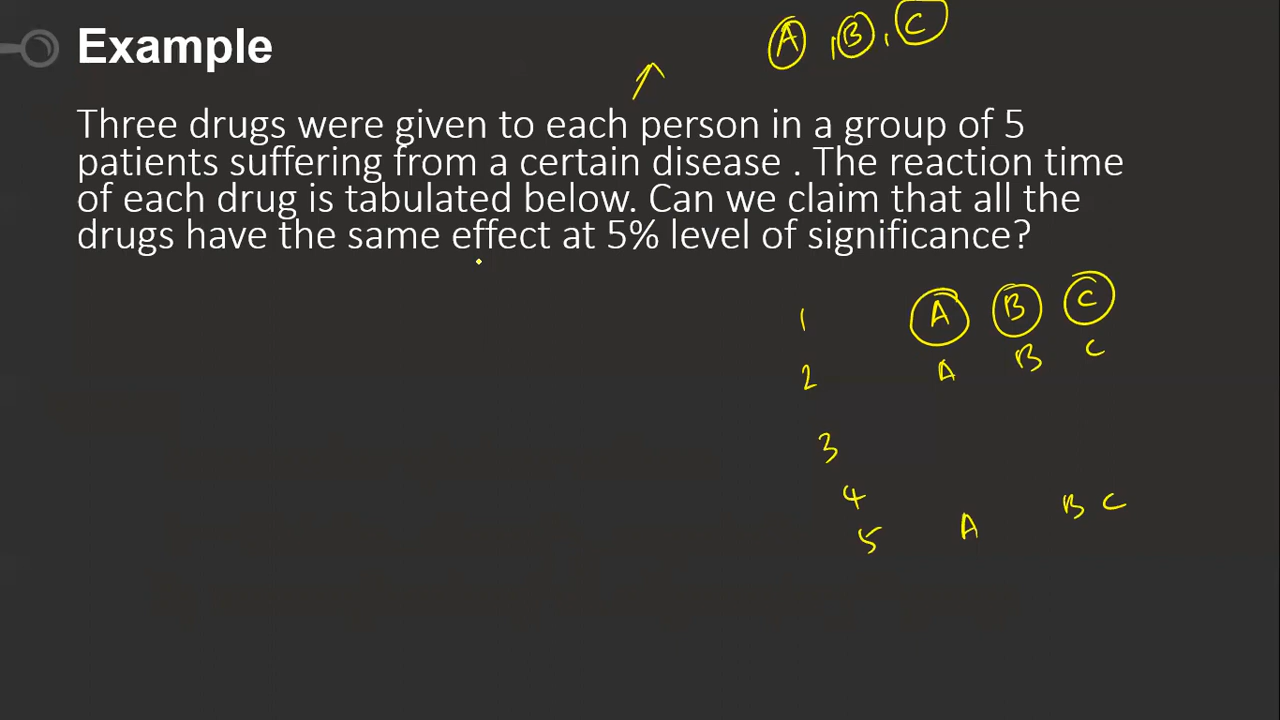 A, B, C
Example
Three drugs were given to each person in a group of 5
patients suffering from a certain disease . The reaction time
of each drug is tabulated below. Can we claim that all the
drugs have the same effect at 5% level of significance?
1 A B C
2 A B C
3
4
5 A B C